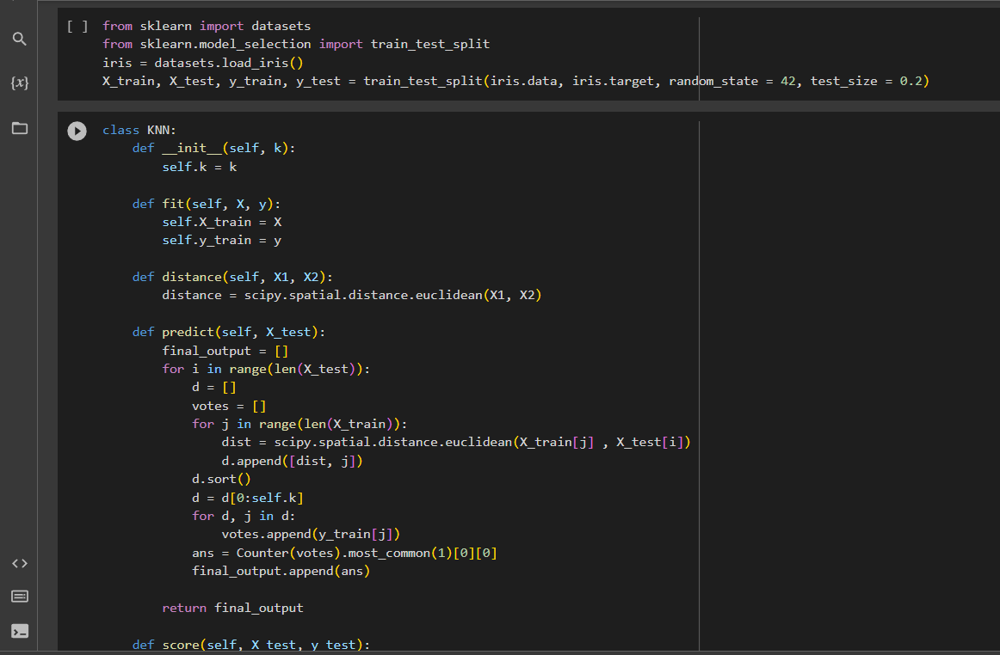 [ ] from sklearn import datasets
from sklearn.model_selection import train_test_split
iris = datasets.load_iris()
X_train, X_test, y_train, y_test = train_test_split(iris.data, iris.target, random_state = 42, test_size = 0.2)
{x}
class KNN:
    def __init__(self, k):
        self.k = k
    def fit(self, X, y):
        self.X_train = X
        self.y_train = y
    def distance(self, X1, X2):
        distance = scipy.spatial.distance.euclidean(X1, X2)
    def predict(self, X_test):
        final_output = []
        for i in range(len(X_test)):
            d = []
            votes = []
            for j in range(len(X_train)):
                dist = scipy.spatial.distance.euclidean(X_train[j] , X_test[i])
                d.append([dist, j])
            d.sort()
            d = d[0:self.k]
            for d, j in d:
                votes.append(y_train[j])
            ans = Counter(votes).most_common(1)[0][0]
            final_output.append(ans)
        return final_output
    def score(self, X_test, y_test):